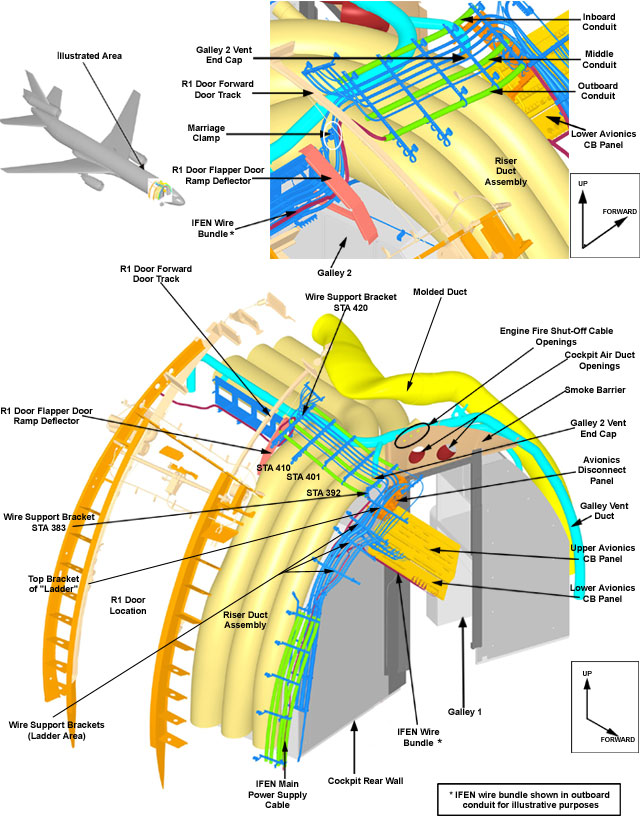 Illustrated Area
Galley 2 Vent
End Cap
R1 Door Forward
Door Track
Marriage
Clamp
R1 Door Flapper Door
Ramp Deflector
IFEN Wire
Bundle *
Galley 2
Riser
Duct
Assembly
Inboard
Conduit
Middle
Conduit
Outboard
Conduit
Lower Avionics
CB Panel
UP
FORWARD
R1 Door Forward
Door Track
Wire Support Bracket
STA 420
Molded Duct
Engine Fire Shut-Off Cable
Openings
Cockpit Air Duct
Openings
Smoke Barrier
Galley 2 Vent
End Cap
Avionics
Disconnect
Panel
Galley Vent
Duct
Upper Avionics
CB Panel
Lower Avionics
CB Panel
R1 Door Flapper Door
Ramp Deflector
STA 410
STA 401
STA 392
Wire Support Bracket
STA 383
Top Bracket
of "Ladder"
R1 Door
Location
Riser Duct
Assembly
Wire Support Brackets
(Ladder Area)
IFEN Main
Power Supply
Cable
Cockpit Rear Wall
IFEN Wire
Bundle *
Galley 1
UP
FORWARD
* IFEN wire bundle shown in outboard
conduit for illustrative purposes